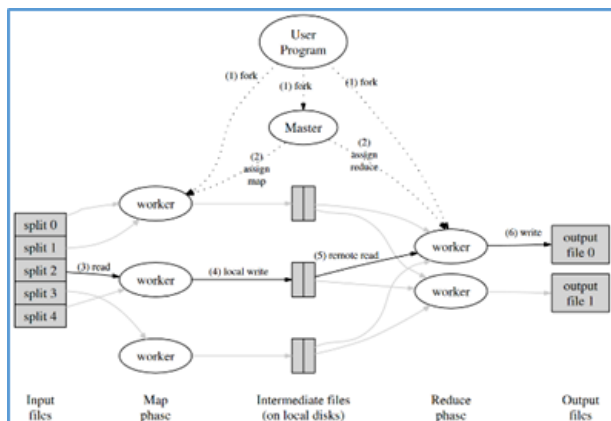 User
Program
(1) fork
(1) fork
(1) fork
Master
(2)
assign
map
(2)
assign
reduce
worker
split 0
split 1
split 2
split 3
split 4
(3) read
worker
(4) local write
(5) remote read
worker
(6) write
output
file 0
worker
output
file 1
worker
Input
files
Map
phase
Intermediate files
(on local disks)
Reduce
phase
Output
files